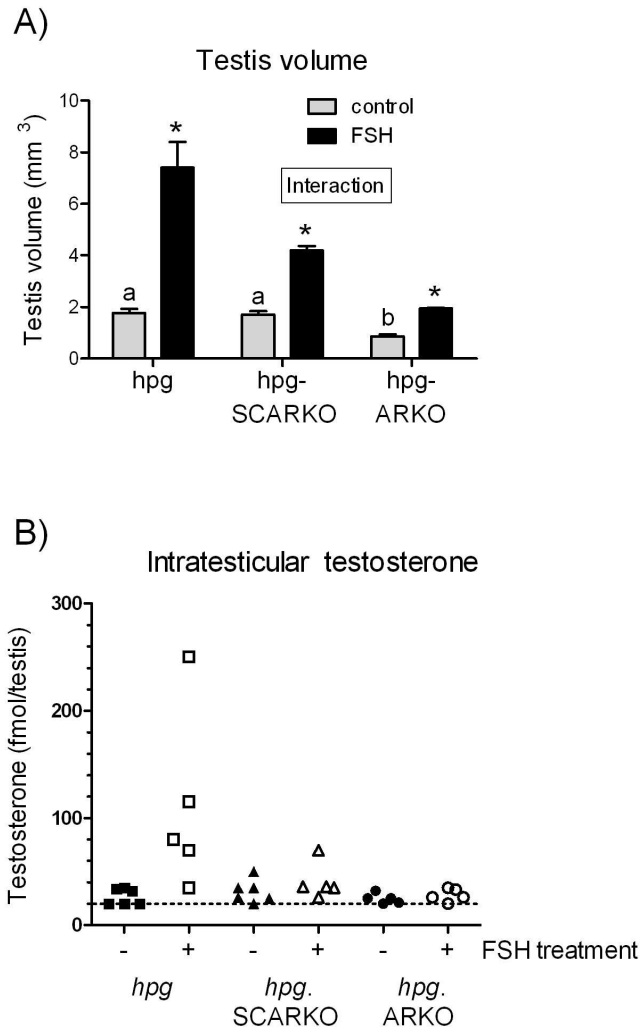 A)
Testis volume
control
FSH
Interaction
Testis volume (mm 3)
10
8
6
4
2
0
a
*
a
*
b
*
hpg
hpg-
SCARKO
hpg-
ARKO
B)
Intratesticular testosterone
Testosterone (fmol/testis)
300
200
100
0
- + - + - + FSH treatment
hpg
hpg.
SCARKO
hpg.
ARKO